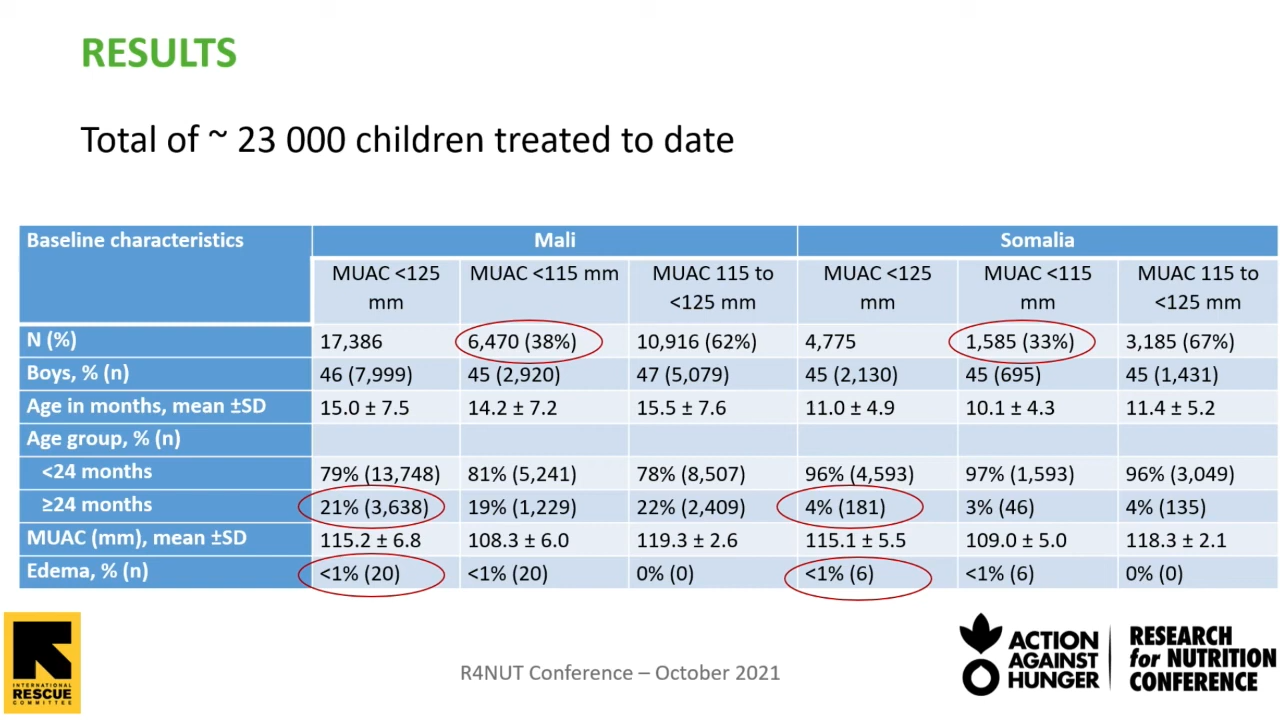 RESULTS
Total of ~ 23 000 children treated to date
Baseline characteristics Mali Somalia
MUAC <125 mm MUAC <115 mm MUAC 115 to <125 mm MUAC <125 mm MUAC <115 mm MUAC 115 to <125 mm
N (%) 17,386 6,470 (38%) 10,916 (62%) 4,775 1,585 (33%) 3,185 (67%)
Boys, % (n) 46 (7,999) 45 (2,920) 47 (5,079) 45 (2,130) 45 (695) 45 (1,431)
Age in months, mean ±SD 15.0 ± 7.5 14.2 ± 7.2 15.5 ± 7.6 11.0 ± 4.9 10.1 ± 4.3 11.4 ± 5.2
Age group, % (n)
<24 months 79% (13,748) 81% (5,241) 78% (8,507) 96% (4,593) 97% (1,593) 96% (3,049)
≥24 months 21% (3,638) 19% (1,229) 22% (2,409) 4% (181) 3% (46) 4% (135)
MUAC (mm), mean ±SD 115.2 ± 6.8 108.3 ± 6.0 119.3 ± 2.6 115.1 ± 5.5 109.0 ± 5.0 118.3 ± 2.1
Edema, % (n) <1% (20) <1% (20) 0% (0) <1% (6) <1% (6) 0% (0)
INTERNATIONAL
RESCUE
COMMITTEE
R4NUT Conference – October 2021
ACTION
AGAINST
HUNGER
RESEARCH
for NUTRITION
CONFERENCE